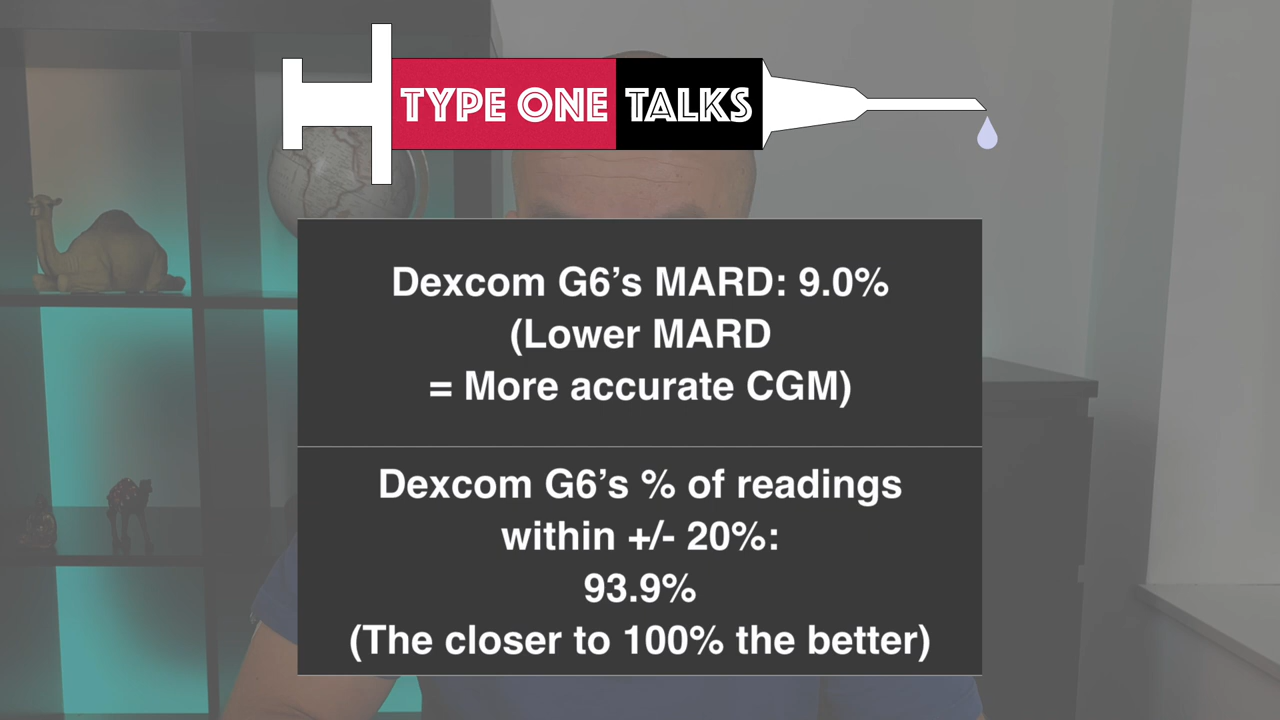 TYPE ONE TALKS
Dexcom G6’s MARD: 9.0%
(Lower MARD
= More accurate CGM)
Dexcom G6’s % of readings
within +/- 20%:
93.9%
(The closer to 100% the better)